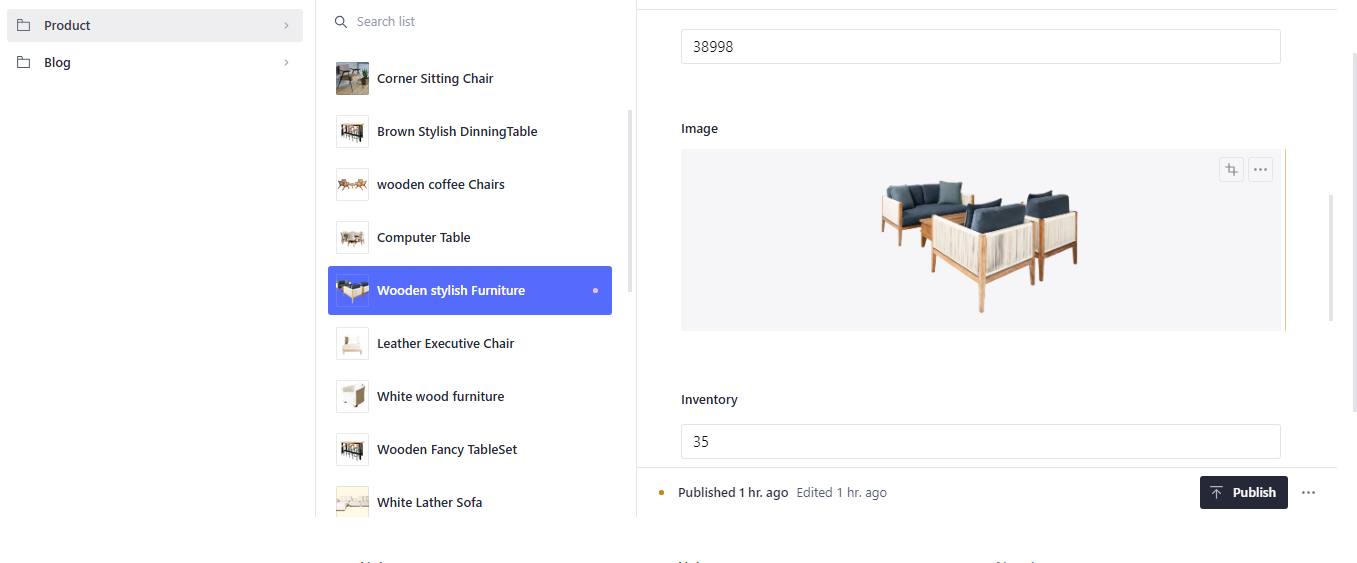 Product
Blog
Search list
Corner Sitting Chair
Brown Stylish DinningTable
wooden coffee Chairs
Computer Table
Wooden stylish Furniture
Leather Executive Chair
White wood furniture
Wooden Fancy TableSet
White Lather Sofa
38998
Image
Inventory
35
Published 1 hr. ago Edited 1 hr. ago
Publish